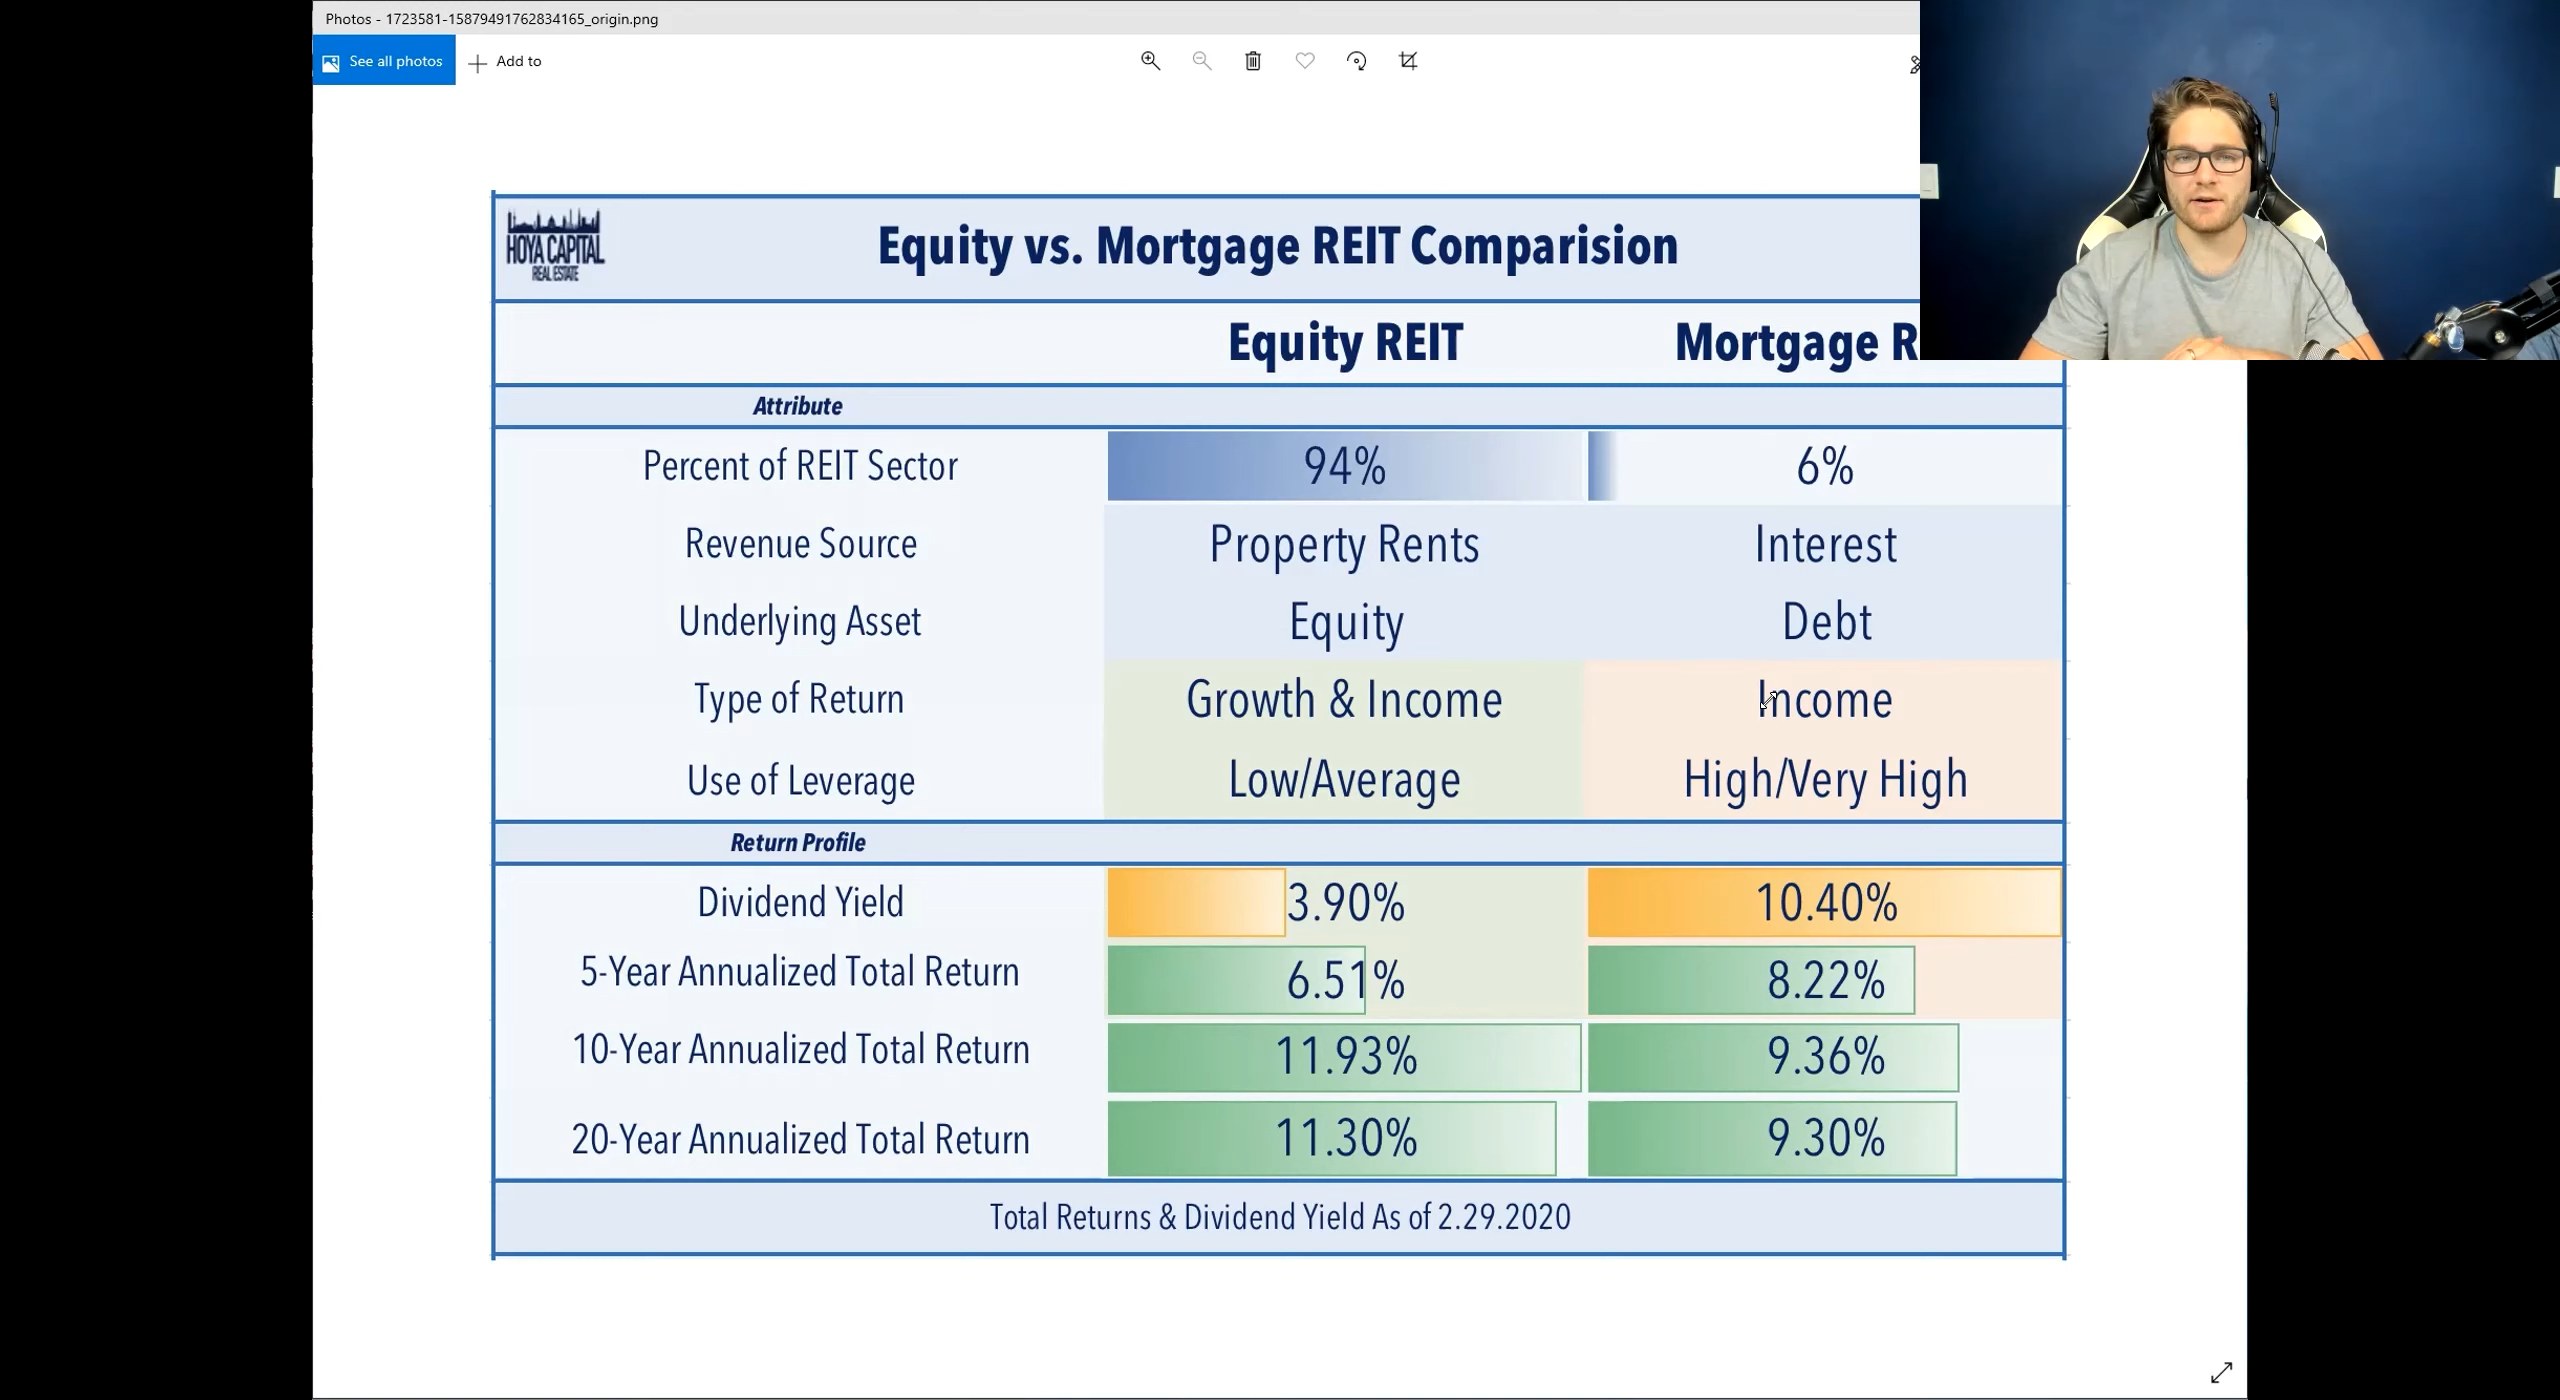 Photos - 1723581-15879491762834165_origin.png
See all photos
Add to
HOYA CAPITAL
REAL ESTATE
Equity vs. Mortgage REIT Comparision
Equity REIT Mortgage R
Attribute
Percent of REIT Sector 94% 6%
Revenue Source Property Rents Interest
Underlying Asset Equity Debt
Type of Return Growth & Income Income
Use of Leverage Low/Average High/Very High
Return Profile
Dividend Yield 3.90% 10.40%
5-Year Annualized Total Return 6.51% 8.22%
10-Year Annualized Total Return 11.93% 9.36%
20-Year Annualized Total Return 11.30% 9.30%
Total Returns & Dividend Yield As of 2.29.2020